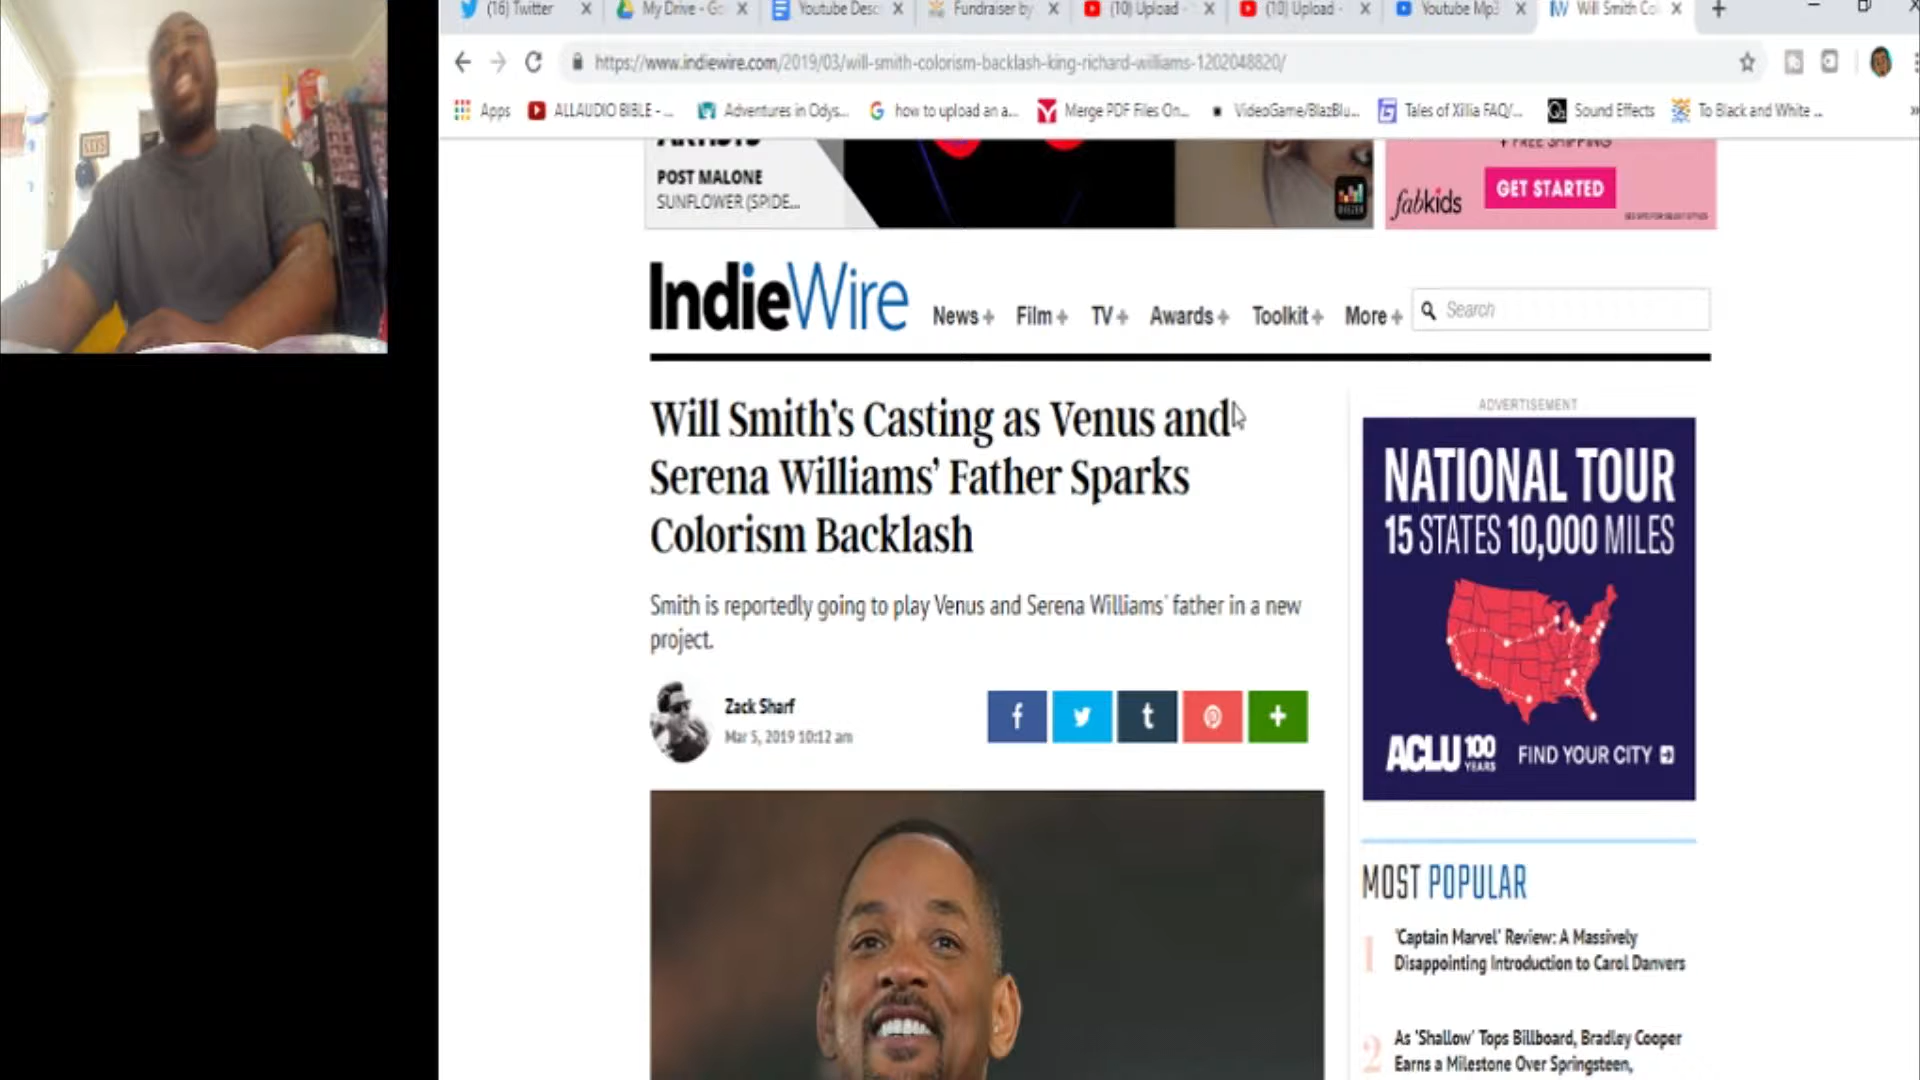 (16) Twitter
My Drive - Go
Youtube Desc
Fundraiser by
(10) Upload -
(10) Upload -
Youtube Mp3
Will Smith Co
https://www.indiewire.com/2019/03/will-smith-colorism-backlash-king-richard-williams-1202048820/
Apps
ALLAUDIO BIBLE - ...
Adventures in Odys...
how to upload an a...
Merge PDF Files On...
VideoGame/BlazBlu...
Tales of Xillia FAQ/...
Sound Effects
To Black and White ...
ARTISTS
POST MALONE
SUNFLOWER (SPIDE...
DEEZER
+ FREE SHIPPING
fabkids
GET STARTED
IndieWire
News+
Film+
TV+
Awards+
Toolkit+
More+
Search
Will Smith's Casting as Venus and
Serena Williams' Father Sparks
Colorism Backlash
Smith is reportedly going to play Venus and Serena Williams' father in a new
project.
Zack Sharf
Mar 5, 2019 10:12 am
ADVERTISEMENT
NATIONAL TOUR
15 STATES 10,000 MILES
ACLU 100
YEARS
FIND YOUR CITY
MOST POPULAR
1
'Captain Marvel' Review: A Massively
Disappointing Introduction to Carol Danvers
2
As 'Shallow' Tops Billboard, Bradley Cooper
Earns a Milestone Over Springsteen,